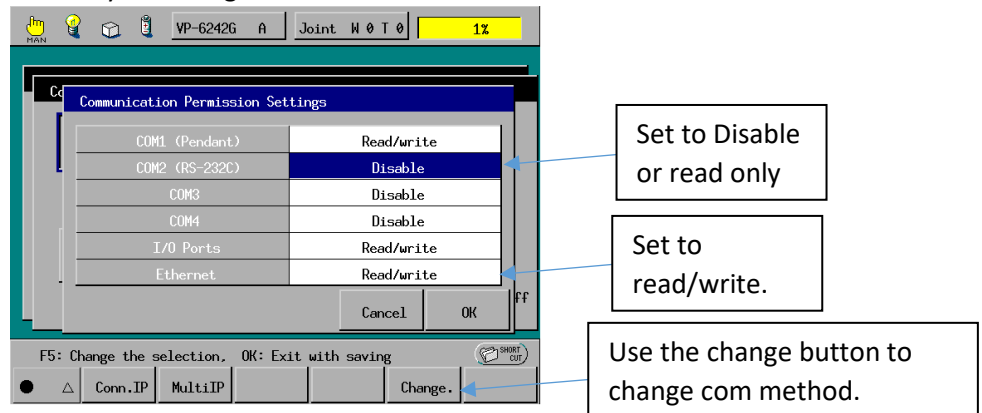 MAN VP-6242G A Joint W 0 T 0 1%
Communication Permission Settings
COM1 (Pendant) Read/write
COM2 (RS-232C) Disable
COM3 Disable
COM4 Disable
I/O Ports Read/write
Ethernet Read/write
Cancel OK
ff
F5: Change the selection, OK: Exit with saving
SHORT
CUT
Conn.IP MultiIP Change.
Set to Disable
or read only
Set to
read/write.
Use the change button to
change com method.